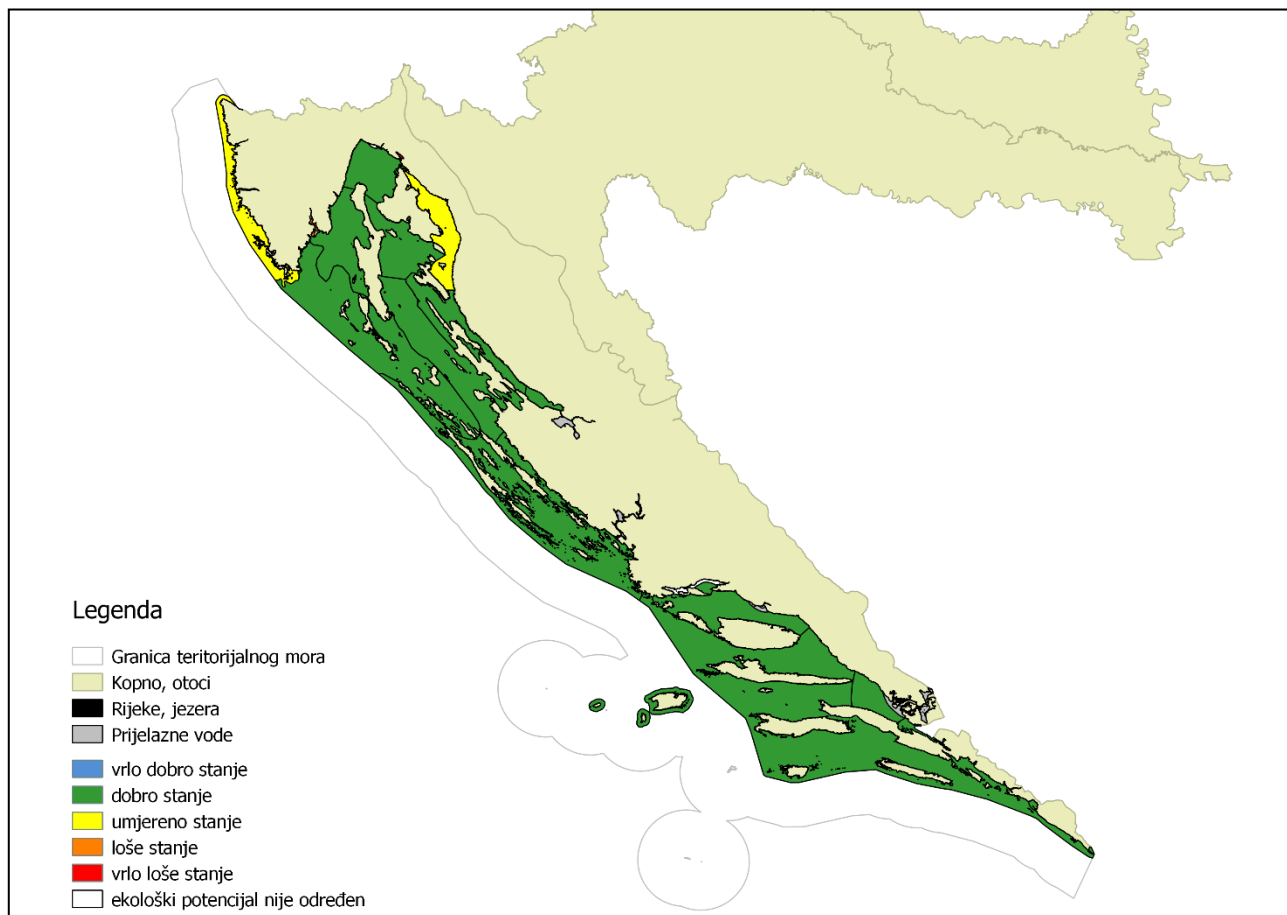 Legenda
Granica teritorijalnog mora
Kopno, otoci
Rijeke, jezera
Prijelazne vode
vrlo dobro stanje
dobro stanje
umjereno stanje
loše stanje
vrlo loše stanje
ekološki potencijal nije određen